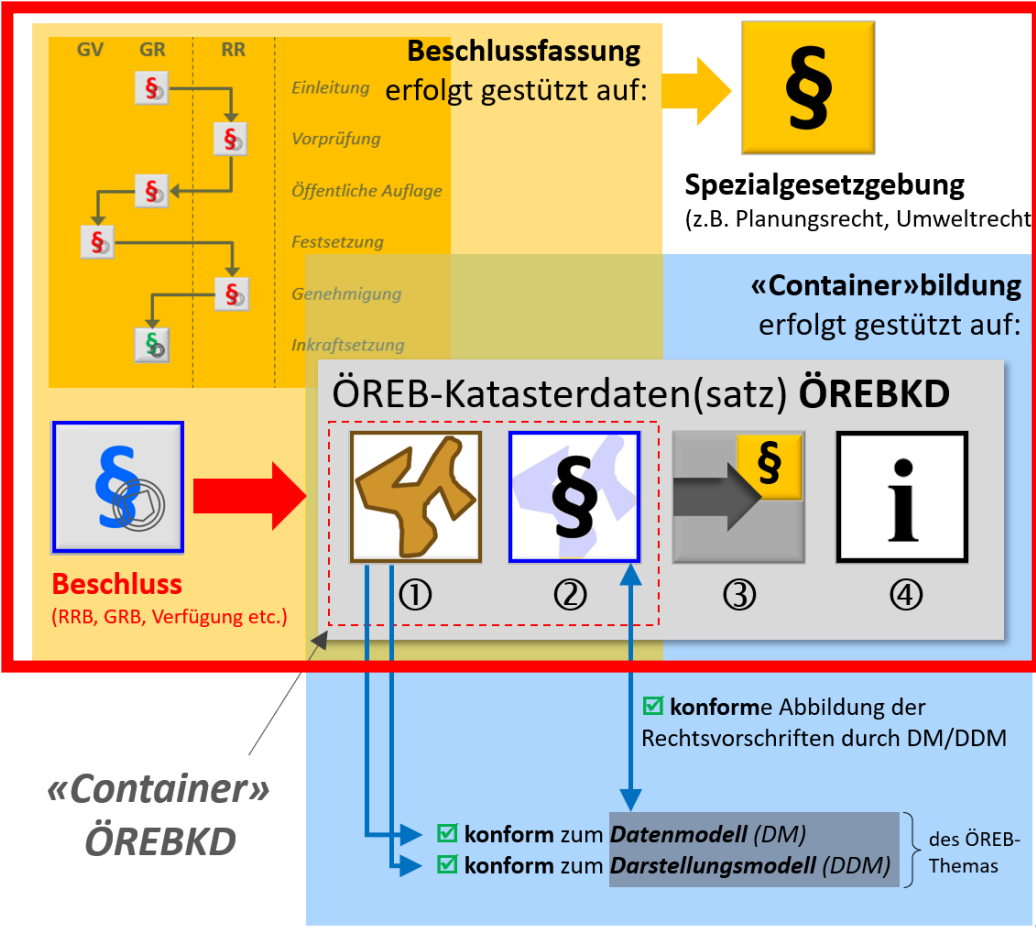 GV GR RR
Beschlussfassung
erfolgt gestützt auf:
§
Einleitung
§
Vorprüfung
§
Öffentliche Auflage
§
Festsetzung
§
Genehmigung
§
Inkraftsetzung
§
Spezialgesetzgebung
(z.B. Planungsrecht, Umweltrecht
«Container»bildung
erfolgt gestützt auf:
ÖREB-Katasterdaten(satz) ÖREBKD
§
§
§
i
① ② ③ ④
Beschluss
(RRB, GRB, Verfügung etc.)
☑ konforme Abbildung der
Rechtsvorschriften durch DM/DDM
«Container»
ÖREBKD
☑ konform zum Datenmodell (DM)
☑ konform zum Darstellungsmodell (DDM)
des ÖREB-
Themas